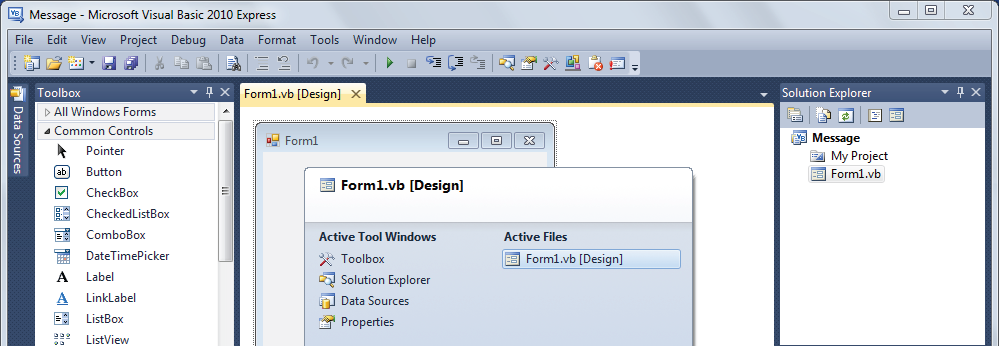 Message - Microsoft Visual Basic 2010 Express
File Edit View Project Debug Data Format Tools Window Help
Data Sources
Toolbox
All Windows Forms
Common Controls
Pointer
ab Button
CheckBox
CheckedListBox
ComboBox
DateTimePicker
A Label
A LinkLabel
ListBox
ListView
Form1.vb [Design]
Form1
Form1.vb [Design]
Active Tool Windows
Toolbox
Solution Explorer
Data Sources
Properties
Active Files
Form1.vb [Design]
Solution Explorer
Message
My Project
Form1.vb